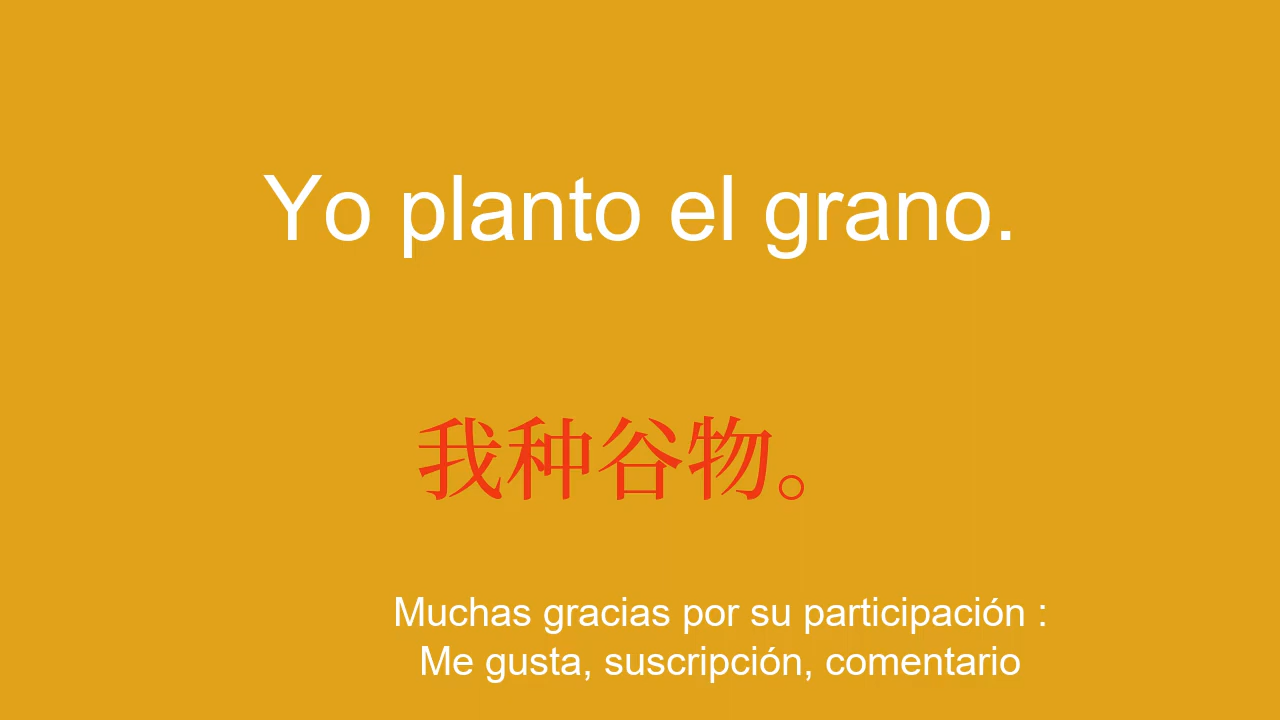 Yo planto el grano.
我种谷物。
Muchas gracias por su participación :
Me gusta, suscripción, comentario